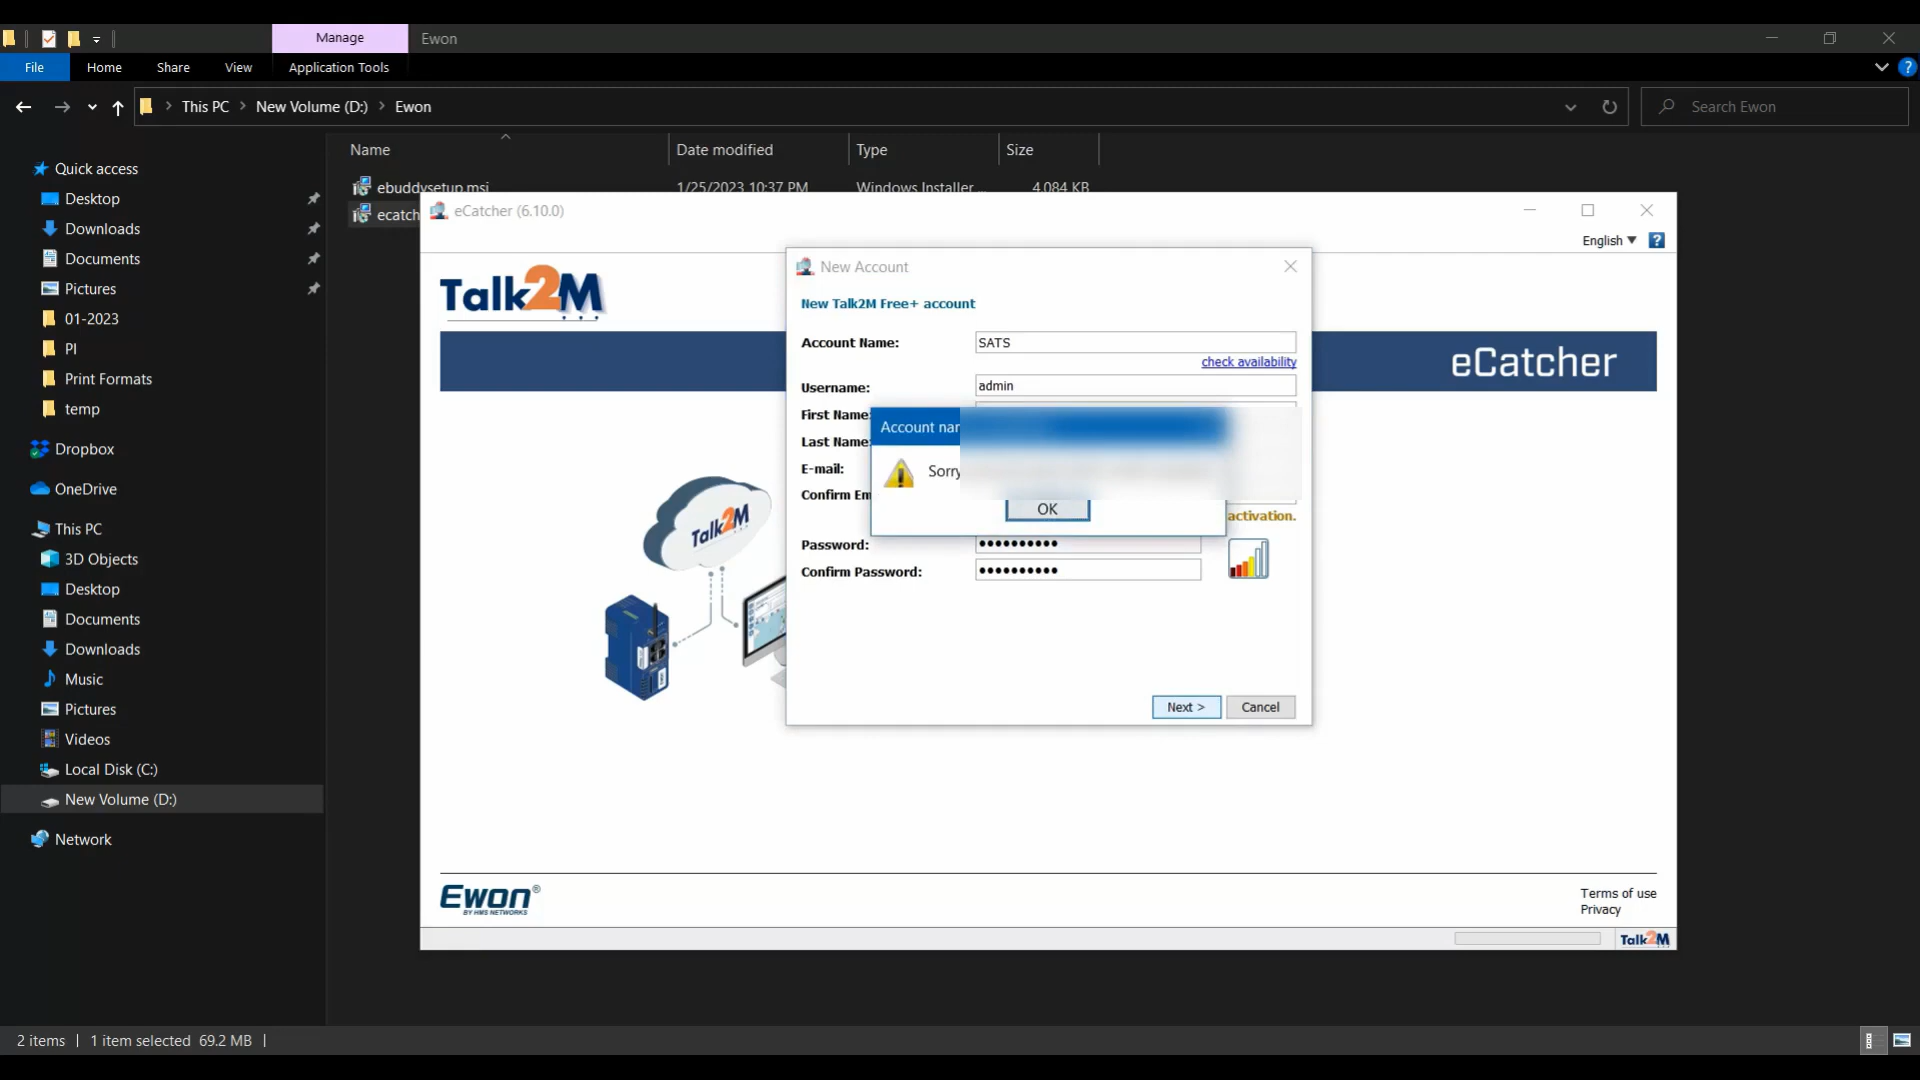 Manage
Ewon
File
Home
Share
View
Application Tools
This PC
New Volume (D:)
Ewon
Search Ewon
Name
Date modified
Type
Size
ebuddysetup.msi
1/25/2023 10:37 PM
Windows Installer ...
4,084 KB
ecatch
Quick access
Desktop
Downloads
Documents
Pictures
01-2023
PI
Print Formats
temp
Dropbox
OneDrive
This PC
3D Objects
Desktop
Documents
Downloads
Music
Pictures
Videos
Local Disk (C:)
New Volume (D:)
Network
eCatcher (6.10.0)
English
?
Talk2M
eCatcher
New Account
New Talk2M Free+ account
Account Name:
SATS
check availability
Username:
admin
First Name:
Last Name:
E-mail:
Confirm Em
Account nam
Sorry
OK
activation.
Password:
Confirm Password:
Next >
Cancel
Talk2M
Ewon®
BY HMS NETWORKS
Terms of use
Privacy
Talk2M
2 items
1 item selected 69.2 MB